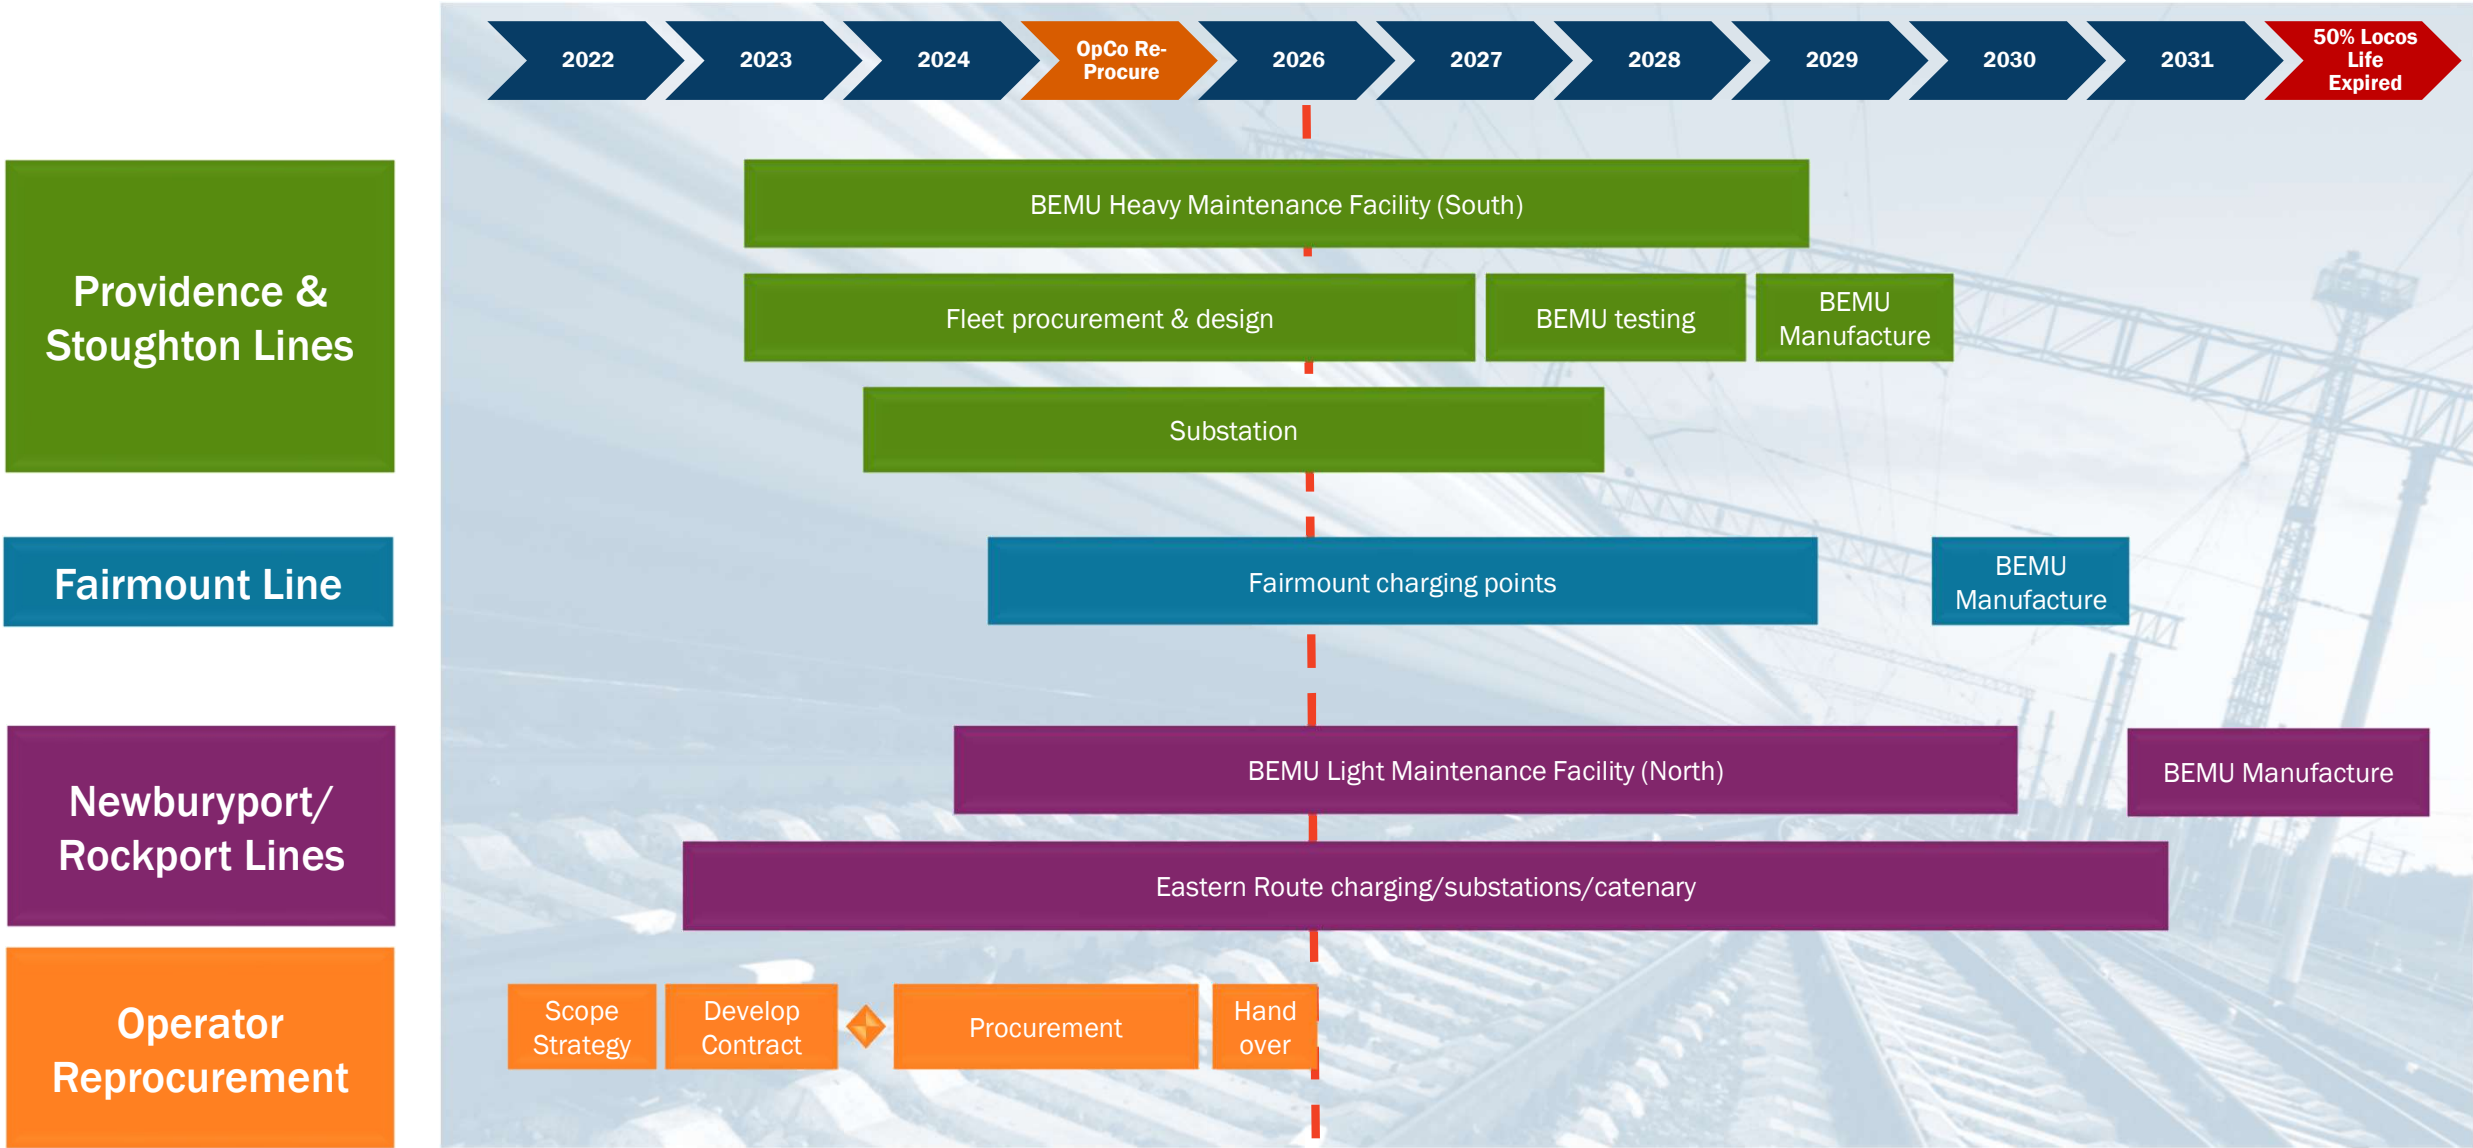 2022
2023
2024
OpCo Re-
Procure
2026
2027
2028
2029
2030
2031
50% Locos
Life
Expired
Providence &
Stoughton Lines
BEMU Heavy Maintenance Facility (South)
Fleet procurement & design
BEMU testing
BEMU
Manufacture
Substation
Fairmount Line
Fairmount charging points
BEMU
Manufacture
Newburyport/
Rockport Lines
BEMU Light Maintenance Facility (North)
BEMU Manufacture
Eastern Route charging/substations/catenary
Operator
Reprocurement
Scope
Strategy
Develop
Contract
Procurement
Hand
over